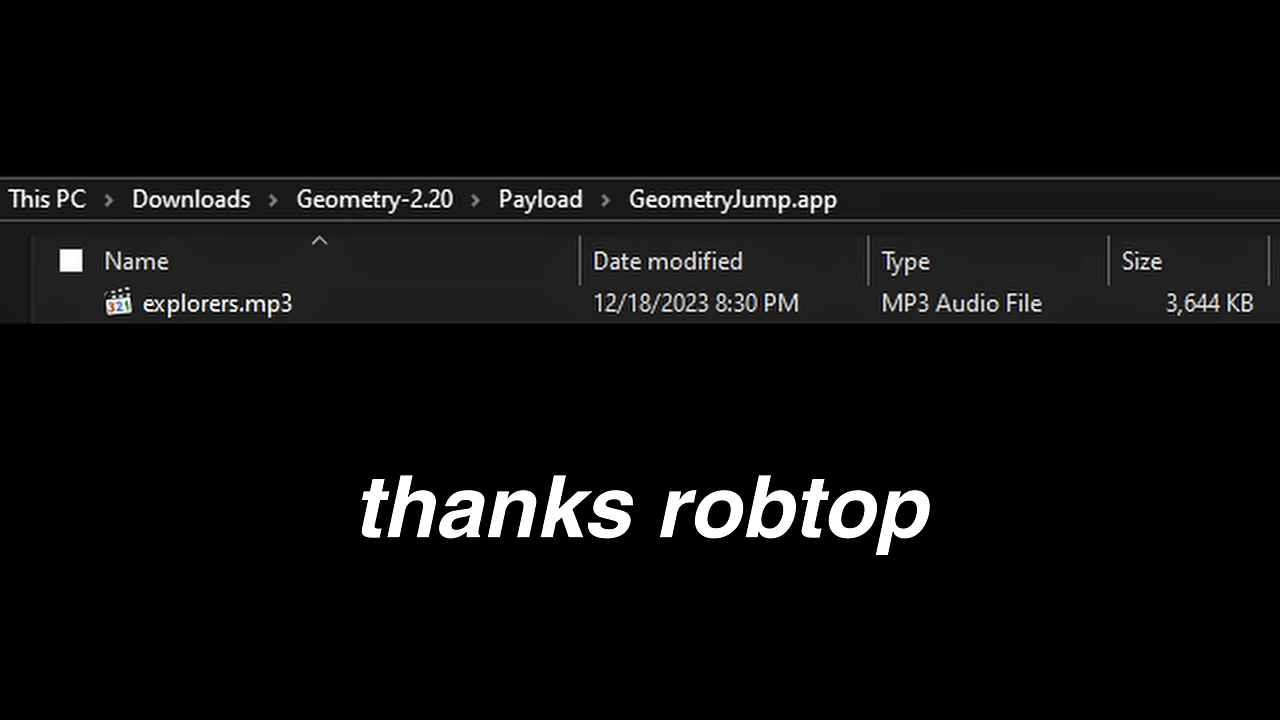 This PC > Downloads > Geometry-2.20 > Payload > GeometryJump.app
Name Date modified Type Size
explorers.mp3 12/18/2023 8:30 PM MP3 Audio File 3,644 KB
thanks robtop